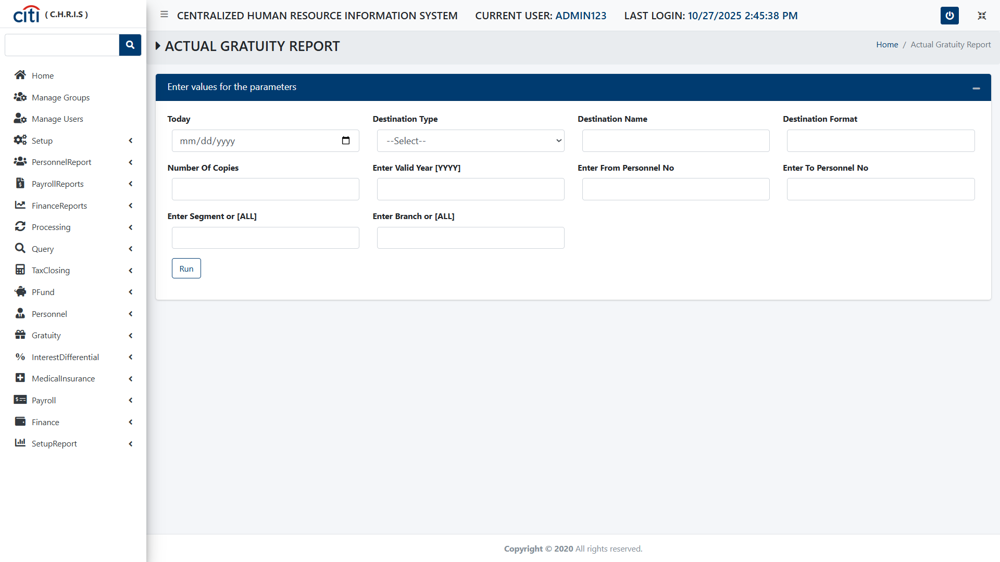 citi ( C.H.R.I.S )
CENTRALIZED HUMAN RESOURCE INFORMATION SYSTEM CURRENT USER: ADMIN123 LAST LOGIN: 10/27/2025 2:45:38 PM
ACTUAL GRATUITY REPORT
Home / Actual Gratuity Report
Home
Manage Groups
Manage Users
Setup
PersonnelReport
PayrollReports
FinanceReports
Processing
Query
TaxClosing
PFund
Personnel
Gratuity
% InterestDifferential
MedicalInsurance
Payroll
Finance
SetupReport
Enter values for the parameters
Today Destination Type Destination Name Destination Format
mm/dd/yyyy --Select--
Number Of Copies Enter Valid Year [YYYY] Enter From Personnel No Enter To Personnel No
Enter Segment or [ALL] Enter Branch or [ALL]
Run
Copyright © 2020 All rights reserved.